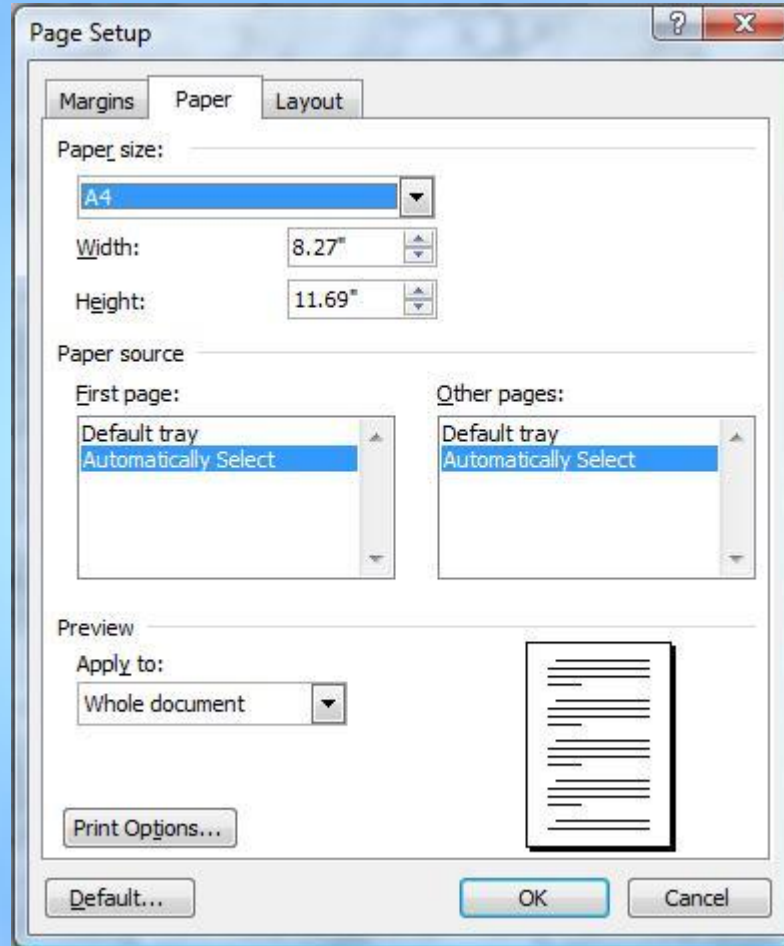 Page Setup
Margins Paper Layout
Paper size:
A4
Width: 8.27"
Height: 11.69"
Paper source
First page: Other pages:
Default tray Default tray
Automatically Select Automatically Select
Preview
Apply to:
Whole document
Print Options...
Default... OK Cancel